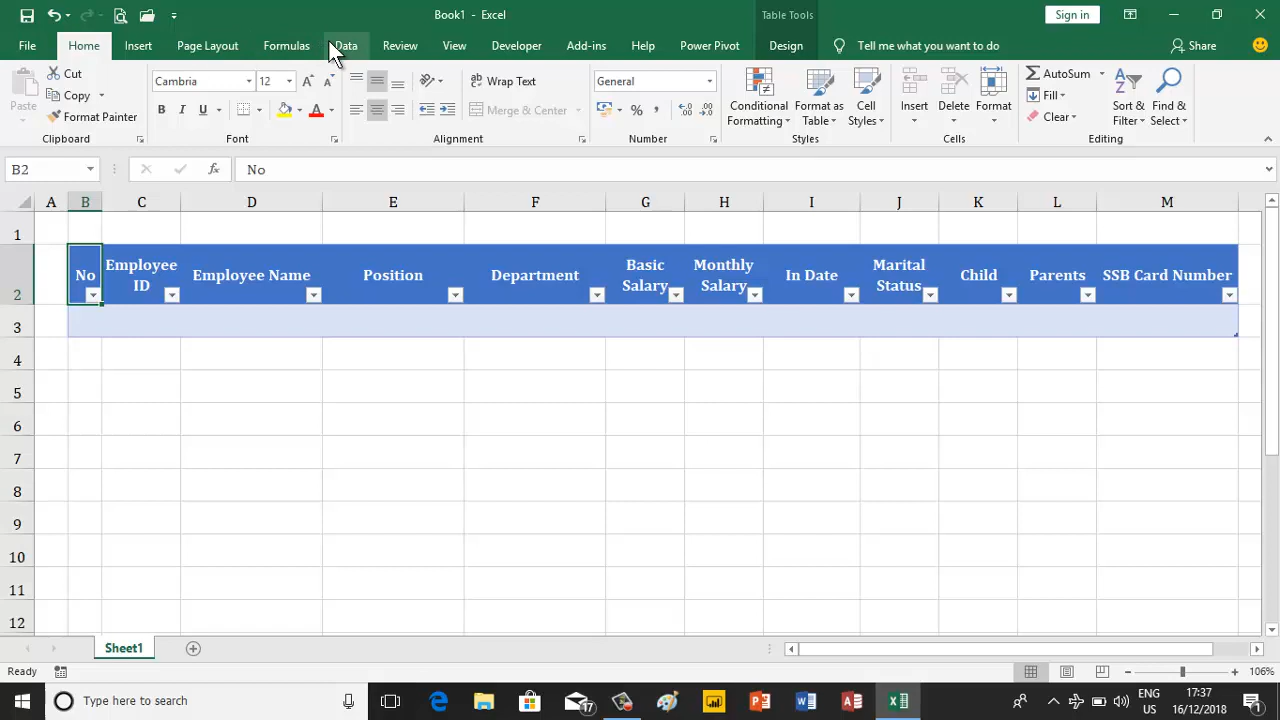 Book1 - Excel
Table Tools
Sign in
File Home Insert Page Layout Formulas Data Review View Developer Add-ins Help Power Pivot Design Tell me what you want to do Share
Paste
Cut
Copy
Format Painter
Clipboard
Cambria 12
B I U A
Font
ab Wrap Text
Merge & Center
Alignment
General
% ,
Number
Conditional Formatting
Format as Table
Cell Styles
Styles
Insert
Delete
Format
Cells
AutoSum
Fill
Clear
Sort & Filter
Find & Select
Editing
B2 fx No
A B C D E F G H I J K L M
1
2 No Employee ID Employee Name Position Department Basic Salary Monthly Salary In Date Marital Status Child Parents SSB Card Number
3
4
5
6
7
8
9
10
11
12
Sheet1
Ready 106%
Type here to search 17 ENG US 17:37 16/12/2018 1